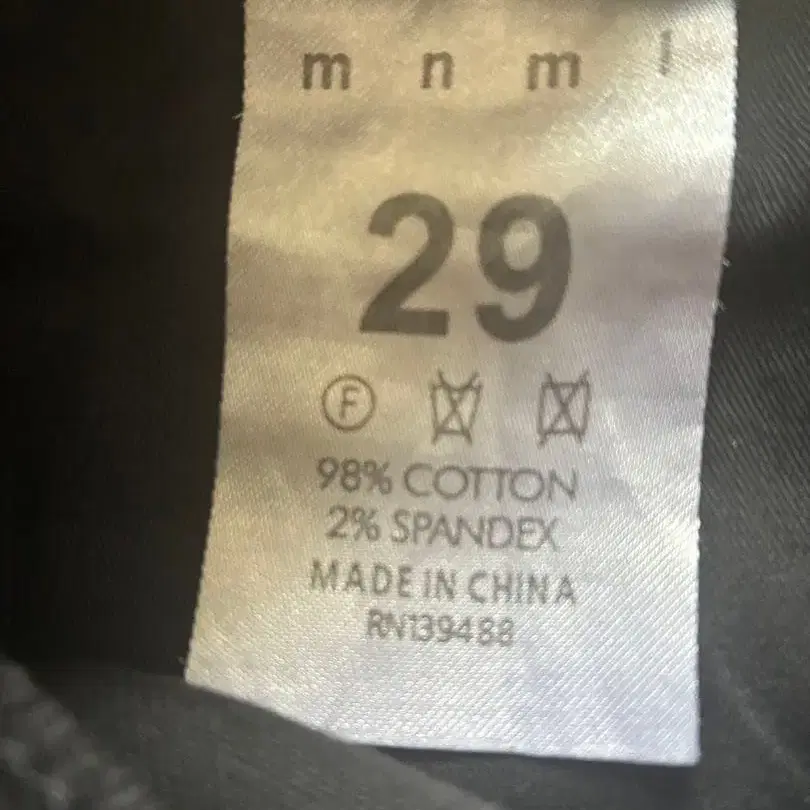 m n m l
29
F
98% COTTON
2% SPANDEX
MADE IN CHINA
RN139488